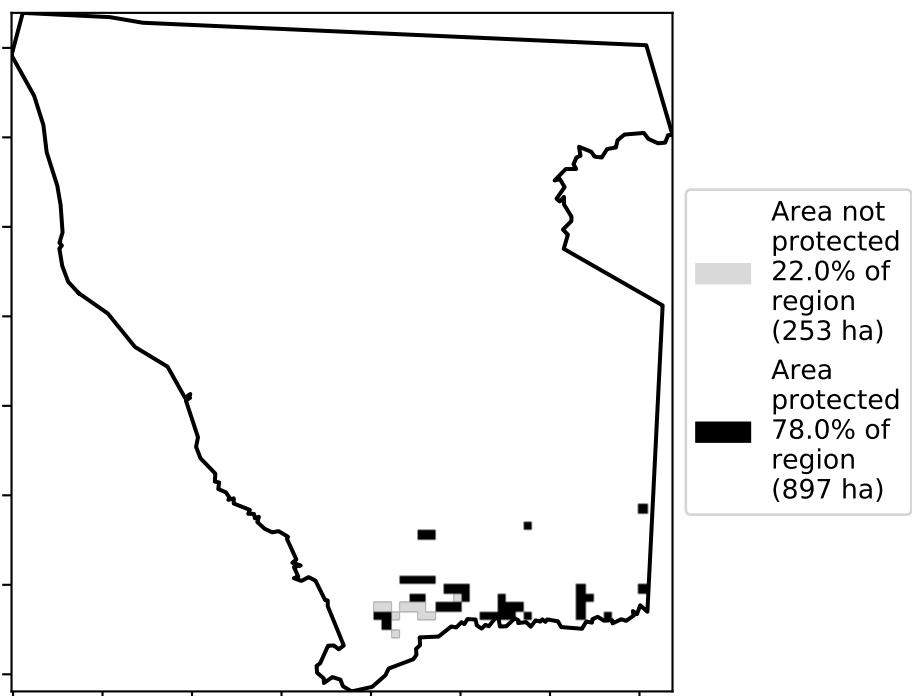 Area not
protected
22.0% of
region
(253 ha)
Area
protected
78.0% of
region
(897 ha)